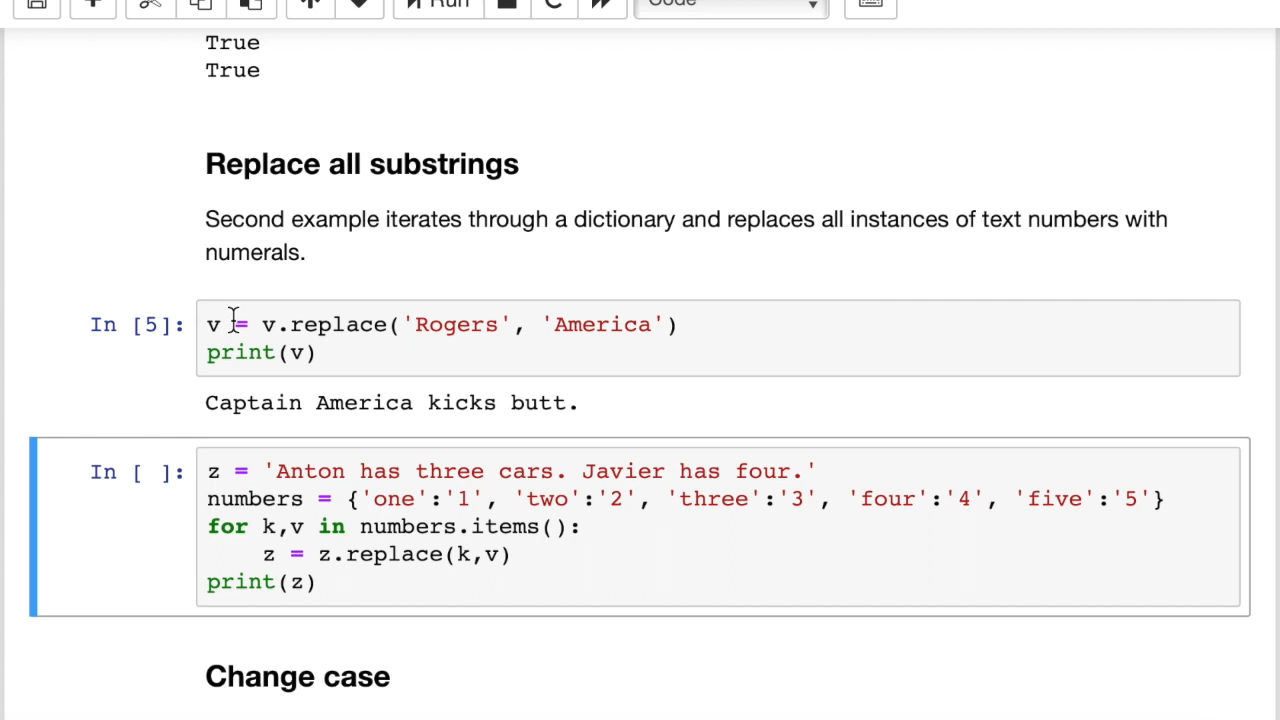 Run
Code
True
True
Replace all substrings
Second example iterates through a dictionary and replaces all instances of text numbers with
numerals.
In [5]: v = v.replace('Rogers', 'America')
print(v)
Captain America kicks butt.
In [ ]: z = 'Anton has three cars. Javier has four.'
numbers = {'one':'1', 'two':'2', 'three':'3', 'four':'4', 'five':'5'}
for k,v in numbers.items():
    z = z.replace(k,v)
print(z)
Change case